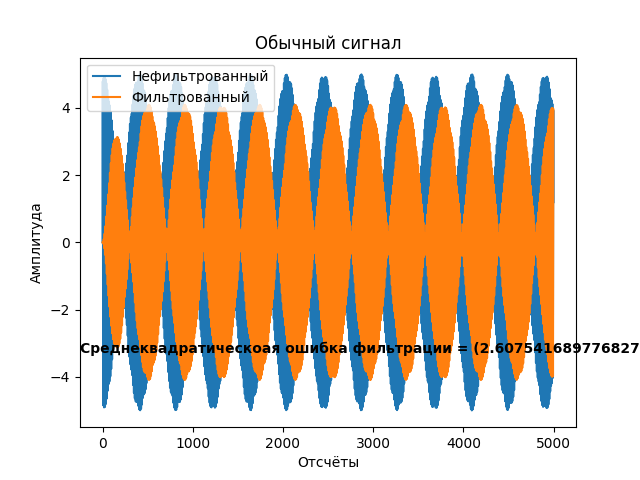 Обычный сигнал
Нефильтрованный
Фильтрованный
Амплитуда
4
2
0
−2
−4
Среднеквадратическоая ошибка фильтрации = (2.607541689776827
0 1000 2000 3000 4000 5000
Отсчёты